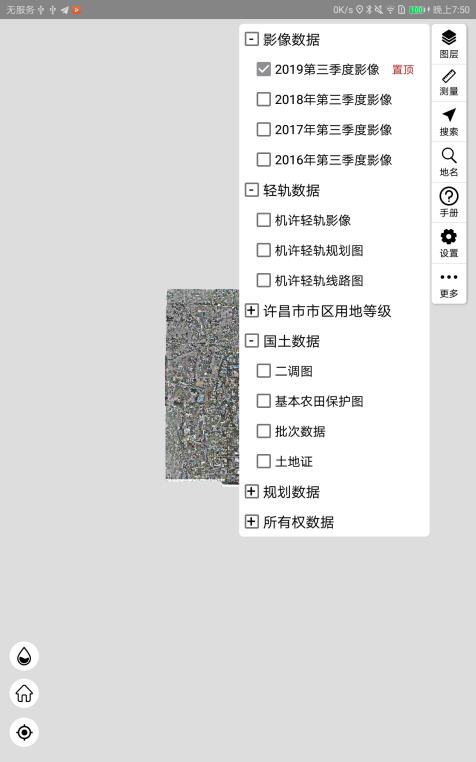 无服务
0K/s
100
晚上7:50
影像数据
2019第三季度影像 置顶
2018年第三季度影像
2017年第三季度影像
2016年第三季度影像
轻轨数据
机许轻轨影像
机许轻轨规划图
机许轻轨线路图
许昌市市区用地等级
国土数据
二调图
基本农田保护图
批次数据
土地证
规划数据
所有权数据
图层
测量
搜索
地名
手册
设置
更多